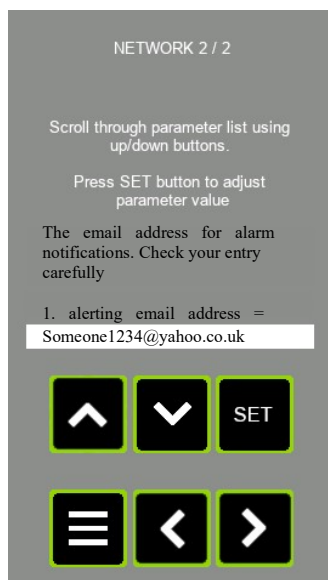 NETWORK 2 / 2
Scroll through parameter list using
up/down buttons.
Press SET button to adjust
parameter value
The email address for alarm
notifications. Check your entry
carefully
1. alerting email address =
Someone1234@yahoo.co.uk
SET